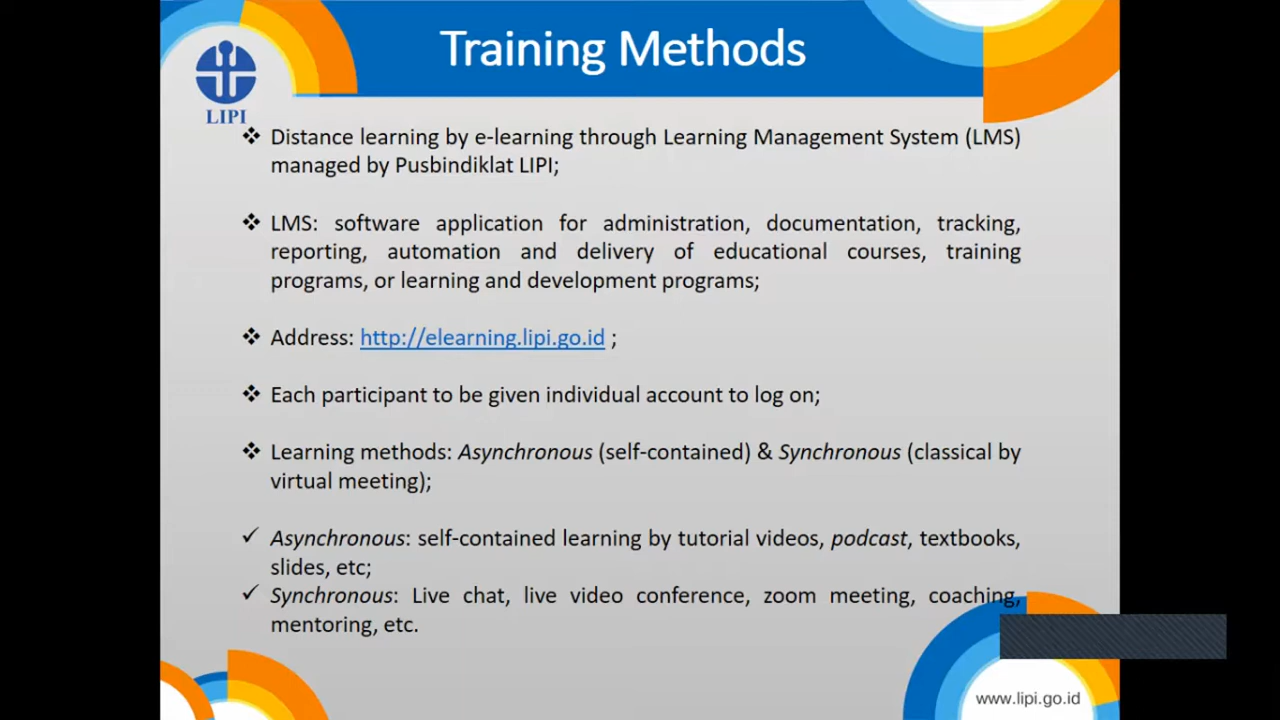 Training Methods
LIPI
❖ Distance learning by e-learning through Learning Management System (LMS)
managed by Pusbindiklat LIPI;
❖ LMS: software application for administration, documentation, tracking,
reporting, automation and delivery of educational courses, training
programs, or learning and development programs;
❖ Address: http://elearning.lipi.go.id ;
❖ Each participant to be given individual account to log on;
❖ Learning methods: Asynchronous (self-contained) & Synchronous (classical by
virtual meeting);
✓ Asynchronous: self-contained learning by tutorial videos, podcast, textbooks,
slides, etc;
✓ Synchronous: Live chat, live video conference, zoom meeting, coaching,
mentoring, etc.
www.lipi.go.id